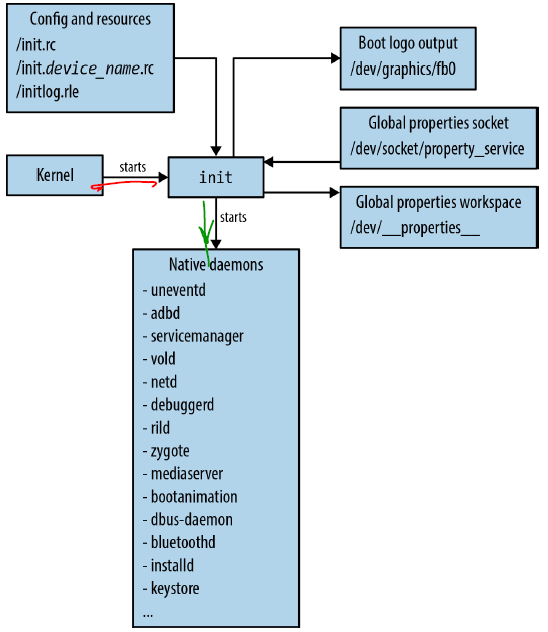 Config and resources
/init.rc
/init.device_name.rc
/initlog.rle
Boot logo output
/dev/graphics/fb0
Global properties socket
/dev/socket/property_service
Kernel
starts
init
Global properties workspace
/dev/__properties__
starts
Native daemons
- uneventd
- adbd
- servicemanager
- vold
- netd
- debuggerd
- rild
- zygote
- mediaserver
- bootanimation
- dbus-daemon
- bluetoothd
- installd
- keystore
...